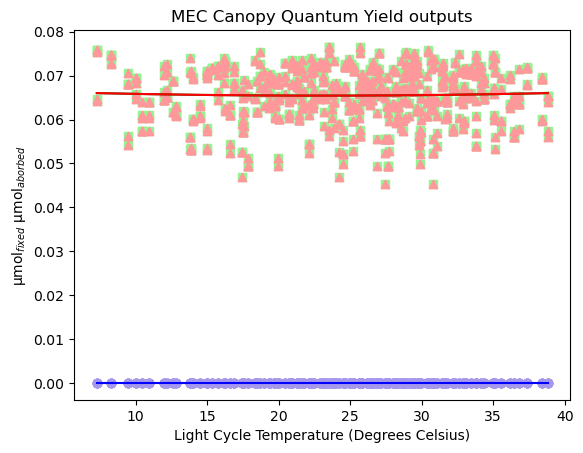 MEC Canopy Quantum Yield outputs
0.08
0.07
0.06
0.05
0.04
0.03
0.02
0.01
0.00
µmol_fixed µmol_aborbed
10 15 20 25 30 35 40
Light Cycle Temperature (Degrees Celsius)